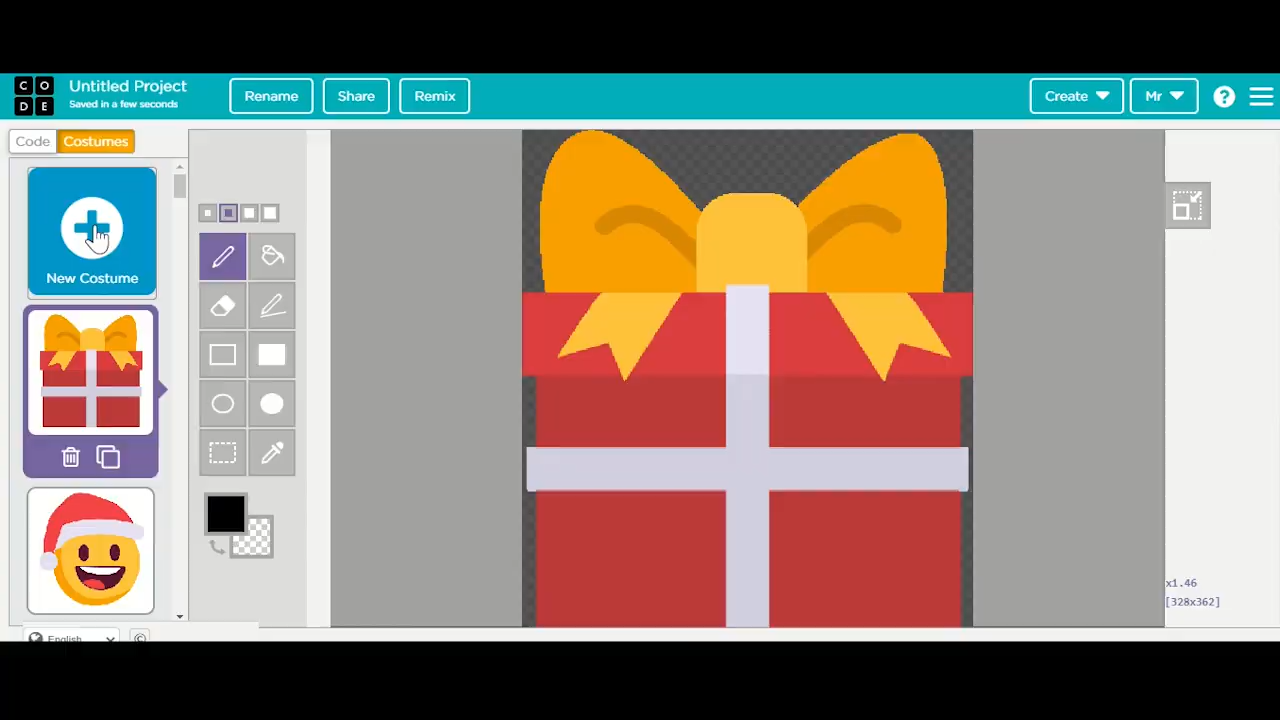 C O
D E
Untitled Project
Saved in a few seconds
Rename
Share
Remix
Create
Mr
?
Code
Costumes
New Costume
x1.46
[328x362]
English
©